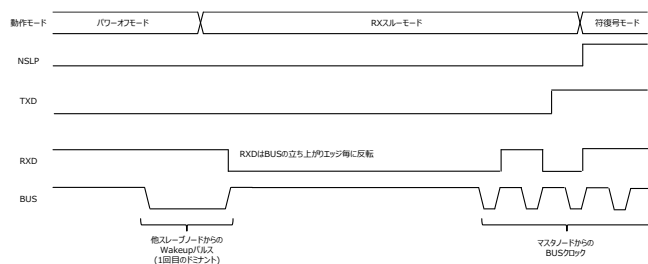 動作モード
パワーオフモード
RXスルーモード
符復号モード
NSLP
TXD
RXD
RXDはBUSの立ち上がりエッジ毎に反転
BUS
他スレーブノードからの
Wakeupパルス
(1回目のドミナント)
マスタノードからの
BUSクロック